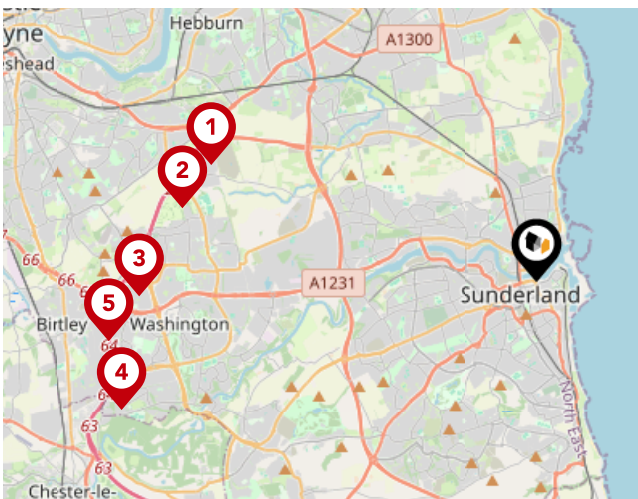 Hebburn
A1300
yne
eshead
1
2
3
66
66
5
A1231
Sunderland
Birtley
Washington
64
4
63
63
North East
Chester-le-